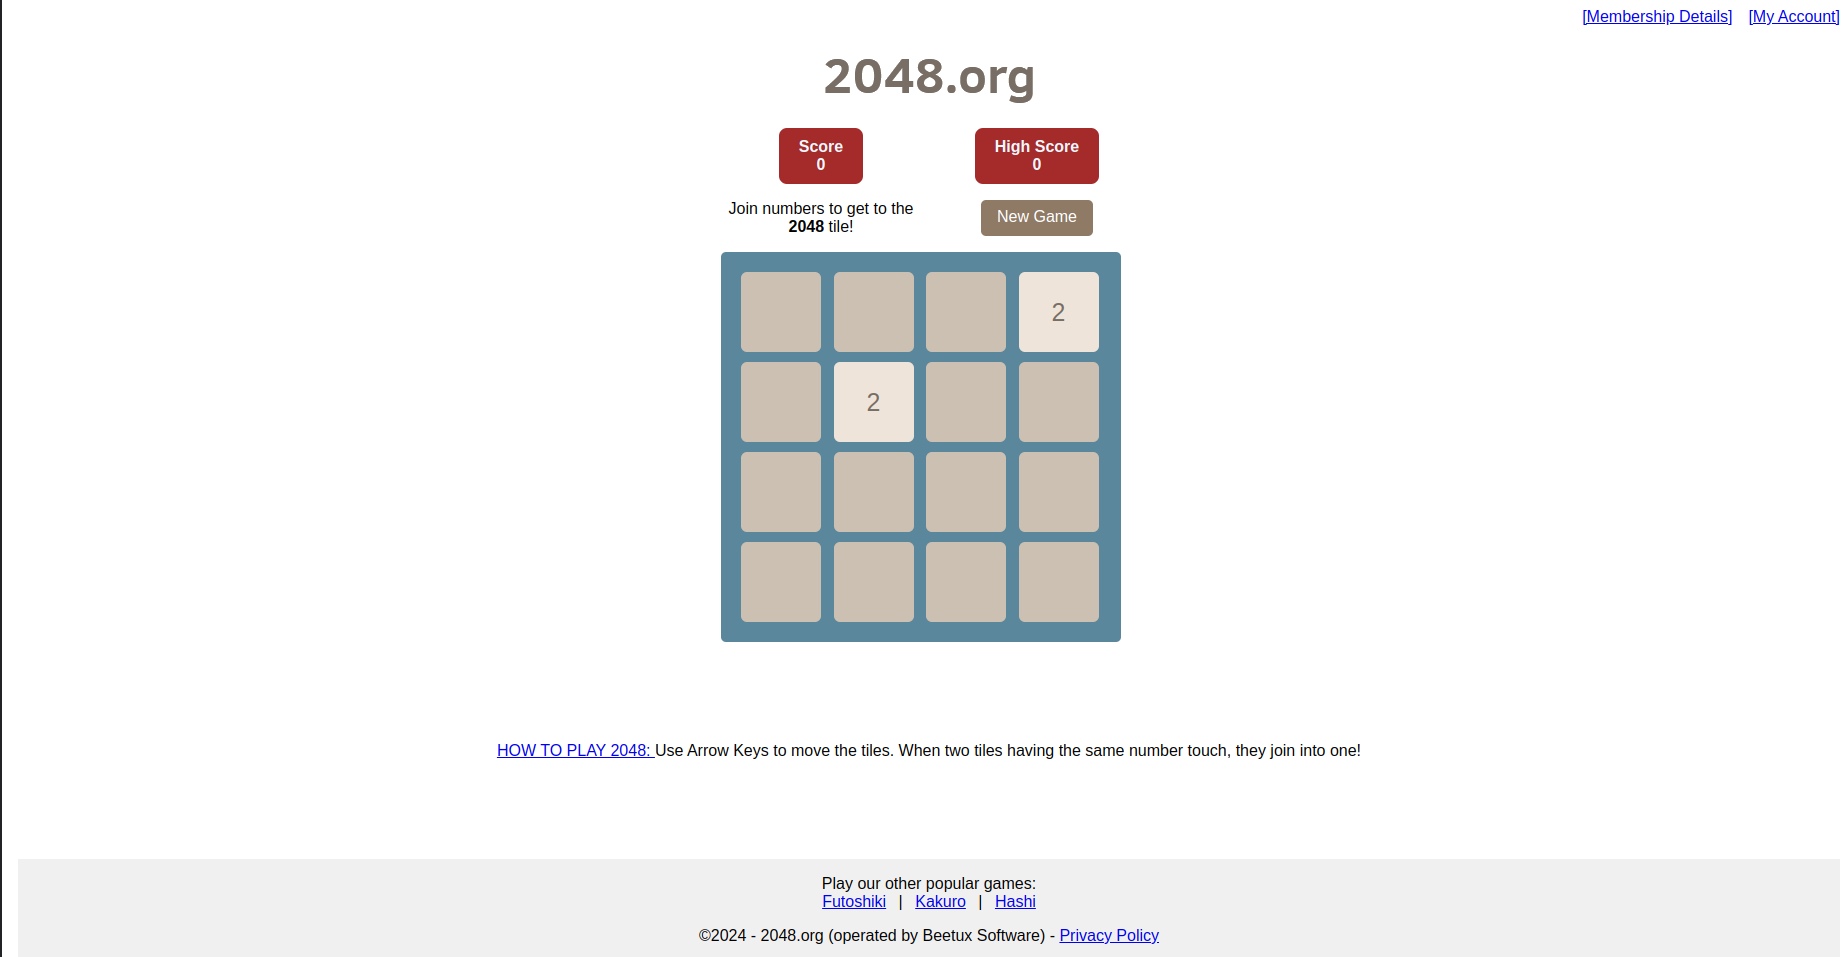 [Membership Details] [My Account]
2048.org
Score
0
High Score
0
Join numbers to get to the
2048 tile!
New Game
2
2
HOW TO PLAY 2048: Use Arrow Keys to move the tiles. When two tiles having the same number touch, they join into one!
Play our other popular games:
Futoshiki | Kakuro | Hashi
©2024 - 2048.org (operated by Beetux Software) - Privacy Policy